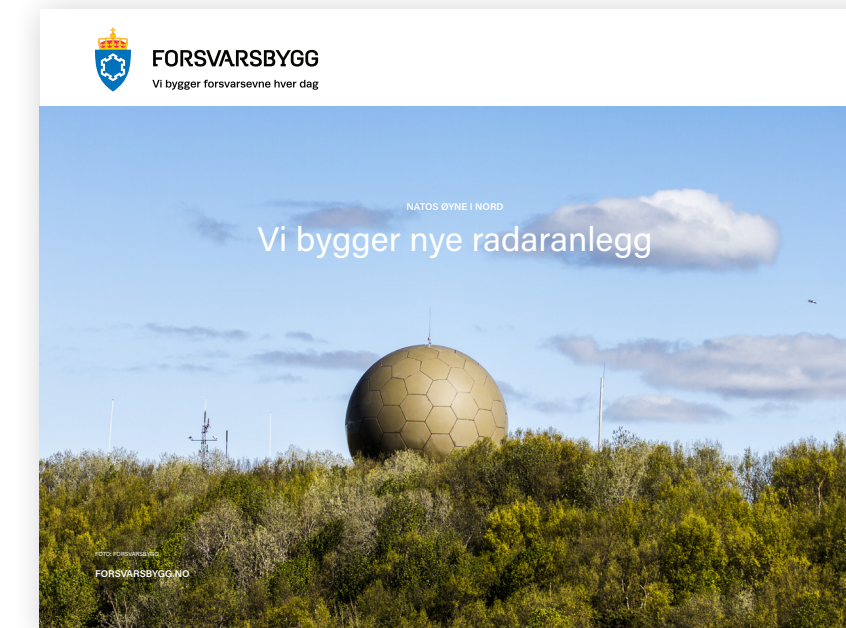 FORSVARSBYGG
Vi bygger forsvarsevne hver dag
NATOS ØYNE I NORD
Vi bygger nye radaranlegg
FOTO: FORSVARSBYGG
FORSVARSBYGG.NO